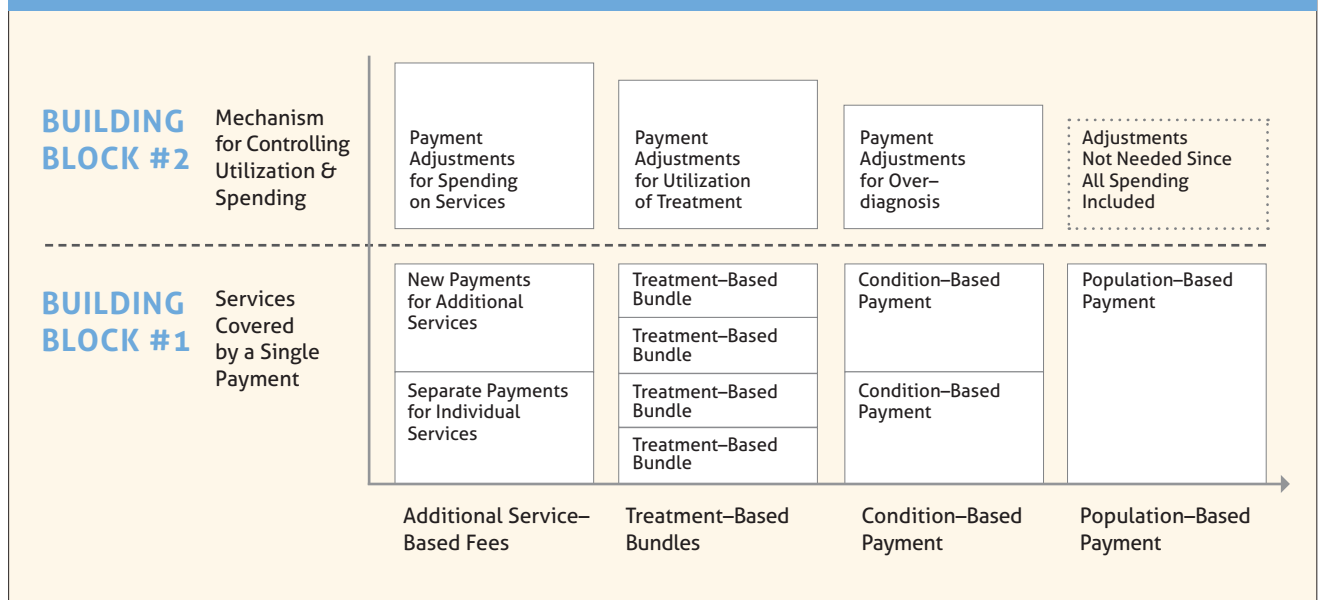 BUILDING
BLOCK #2
Mechanism
for Controlling
Utilization &
Spending
Payment
Adjustments
for Spending
on Services
Payment
Adjustments
for Utilization
of Treatment
Payment
Adjustments
for Over–
diagnosis
Adjustments
Not Needed Since
All Spending
Included
BUILDING
BLOCK #1
Services
Covered
by a Single
Payment
New Payments
for Additional
Services
Separate Payments
for Individual
Services
Treatment–Based
Bundle
Treatment–Based
Bundle
Treatment–Based
Bundle
Treatment–Based
Bundle
Condition–Based
Payment
Condition–Based
Payment
Population–Based
Payment
Additional Service–
Based Fees
Treatment–Based
Bundles
Condition–Based
Payment
Population–Based
Payment